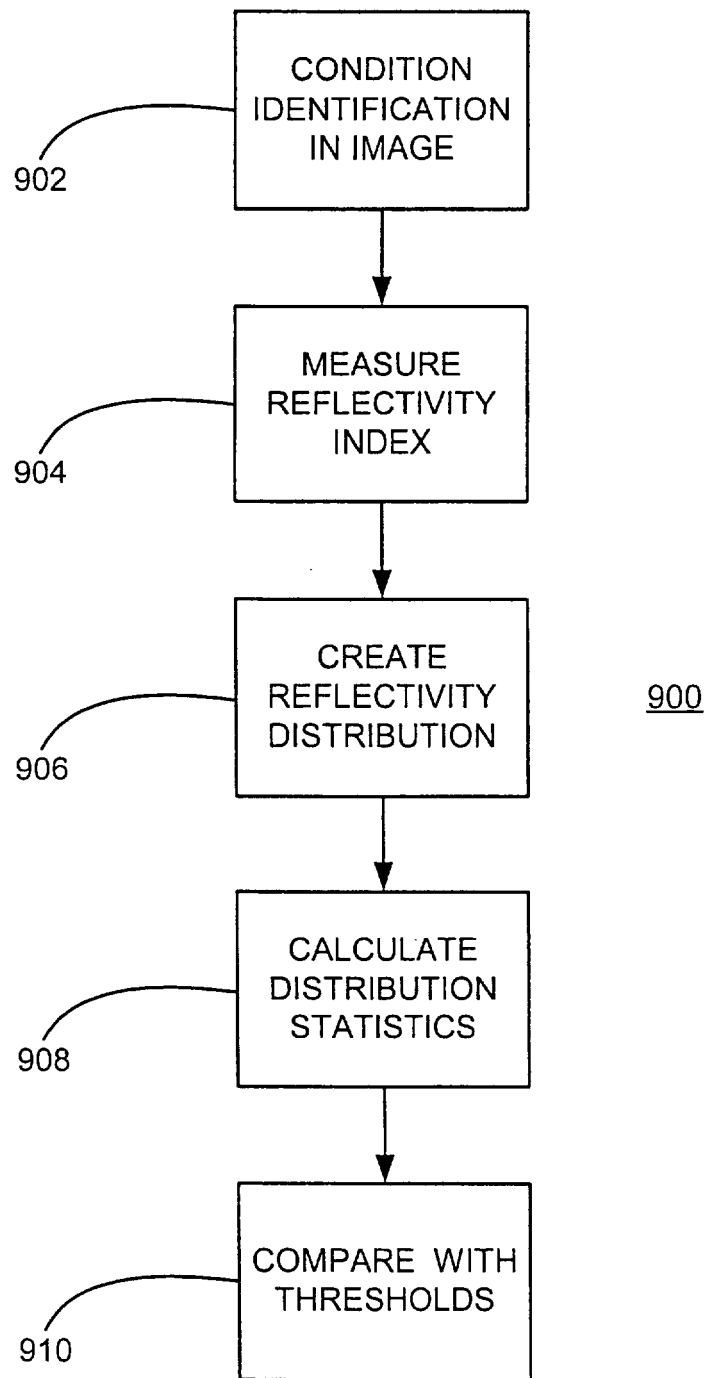 CONDITION
IDENTIFICATION
IN IMAGE
902
MEASURE
REFLECTIVITY
INDEX
904
CREATE
REFLECTIVITY
DISTRIBUTION
900
906
CALCULATE
DISTRIBUTION
STATISTICS
908
COMPARE WITH
THRESHOLDS
910